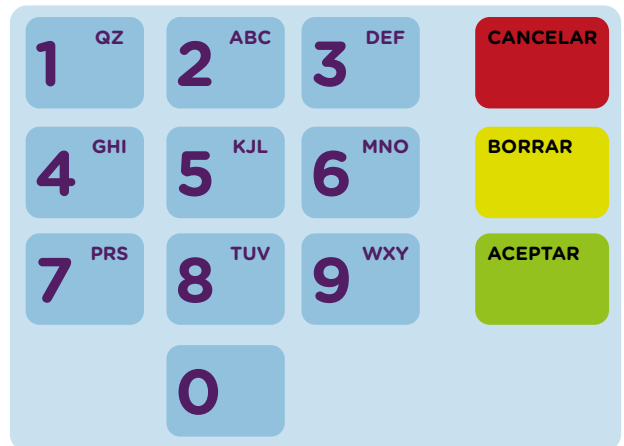 1 QZ 2 ABC 3 DEF CANCELAR
4 GHI 5 KJL 6 MNO BORRAR
7 PRS 8 TUV 9 WXY ACEPTAR
0